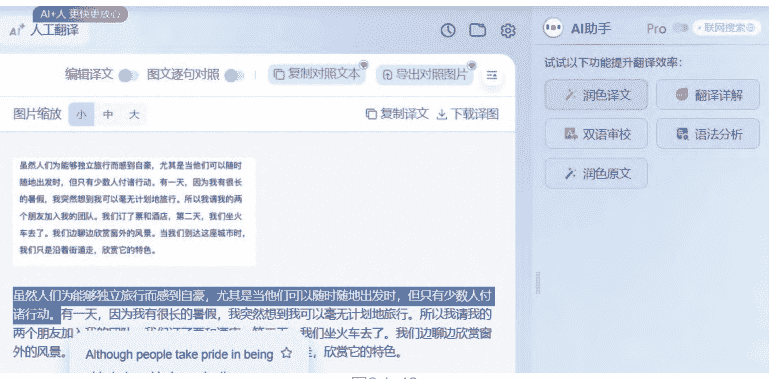 AI+人 更快更放心
人工翻译
编辑译文 图文逐句对照 复制对照文本 导出对照图片
图片缩放 小 中 大 复制译文 下载译图
虽然人们为能够独立旅行而感到自豪，尤其是当他们可以随时
随地出发时，但只有少数人付诸行动。有一天，因为我有很长
的暑假，我突然想到我可以毫无计划地旅行。所以我请我的两
个朋友加入我的团队。我们订了票和酒店，第二天，我们坐火
车去了。我们边聊边欣赏窗外的风景。当我们到达这座城市时，
我们只是沿着街道走，欣赏它的特色。
虽然人们为能够独立旅行而感到自豪，尤其是当他们可以随时随地出发时，但只有少数人付
诸行动。有一天，因为我有很长的暑假，我突然想到我可以毫无计划地旅行。所以我请我的
两个朋友加 我们坐火车去了。我们边聊边欣赏窗
外的风景。 走，欣赏它的特色。
Although people take pride in being
AI助手 Pro 联网搜索
试试以下功能提升翻译效率：
润色译文 翻译详解
双语审校 语法分析
润色原文